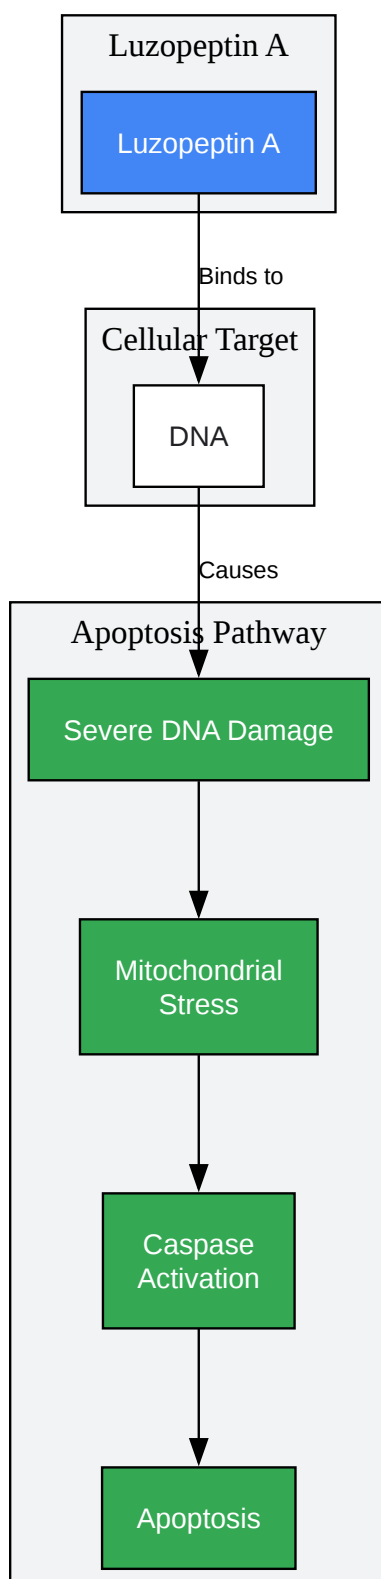 Luzopeptin A
Luzopeptin A
Binds to
Cellular Target
DNA
Causes
Apoptosis Pathway
Severe DNA Damage
Mitochondrial
Stress
Caspase
Activation
Apoptosis